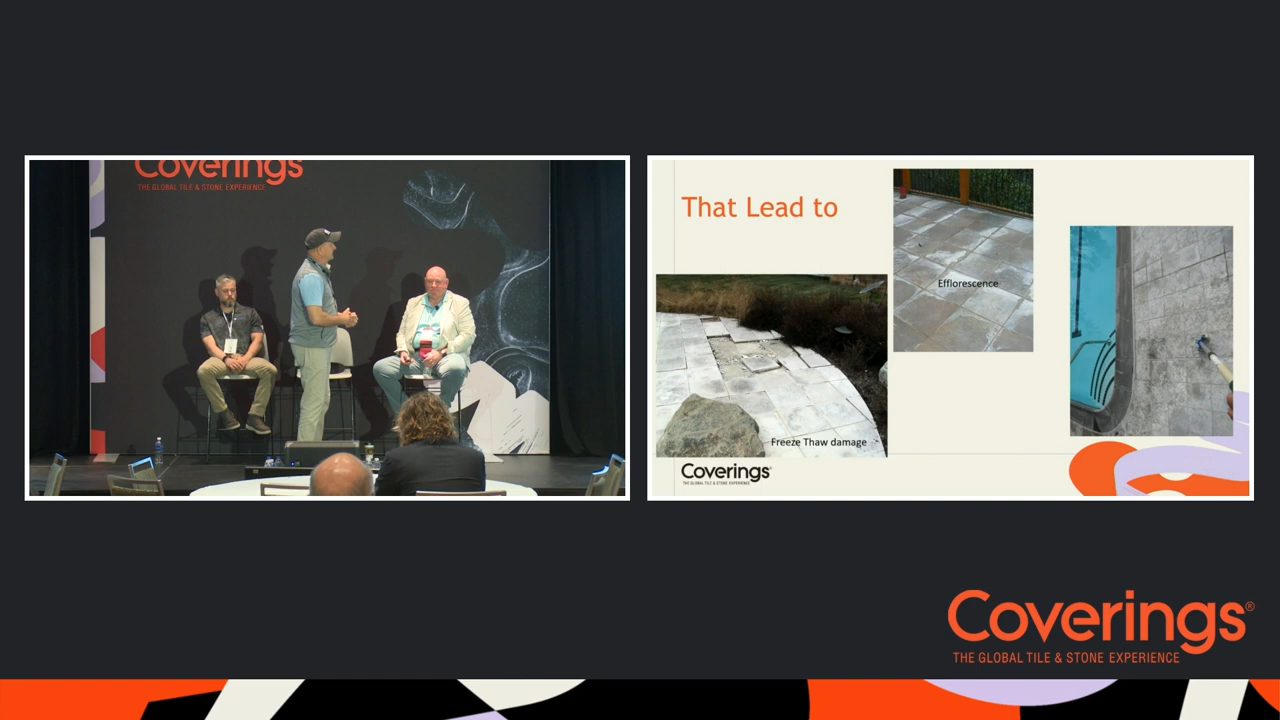 Coverings
THE GLOBAL TILE & STONE EXPERIENCE
That Lead to
Efflorescence
Freeze Thaw damage
Coverings®
THE GLOBAL TILE & STONE EXPERIENCE
Coverings®
THE GLOBAL TILE & STONE EXPERIENCE